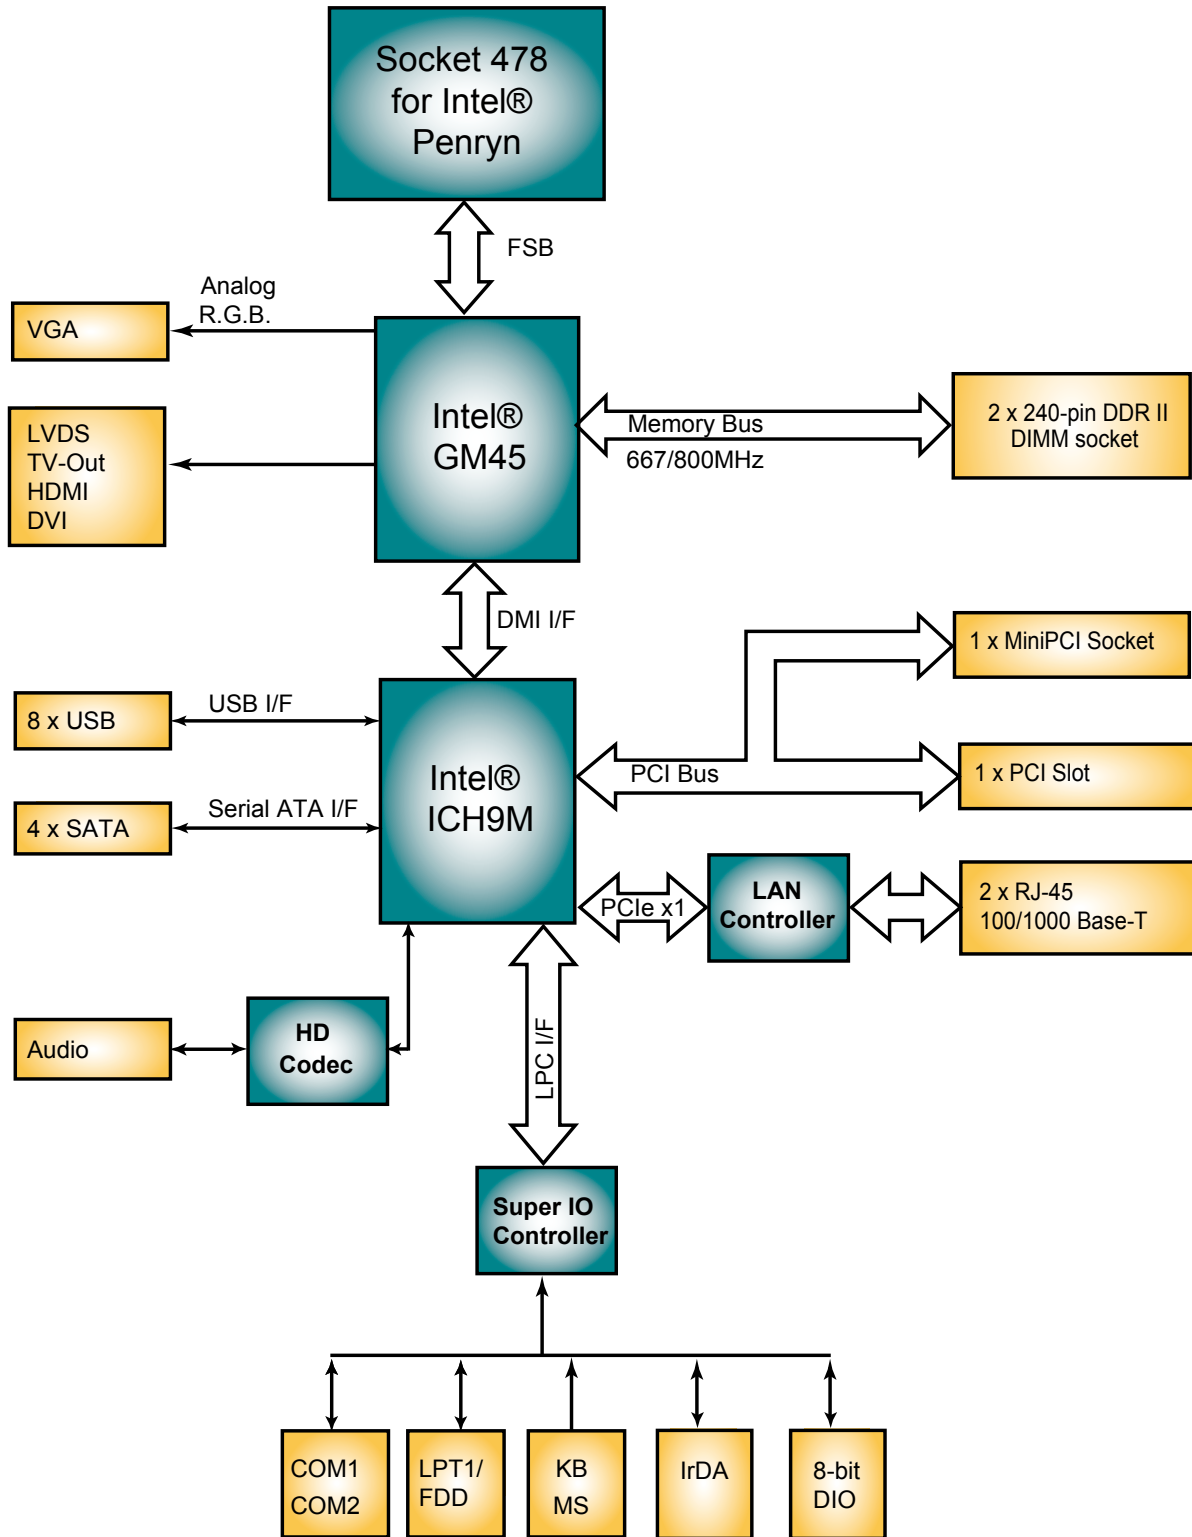 Socket 478
for Intel®
Penryn
FSB
Analog
R.G.B.
VGA
Intel®
GM45
LVDS
TV-Out
HDMI
DVI
Memory Bus
667/800MHz
2 x 240-pin DDR II
DIMM socket
DMI I/F
1 x MiniPCI Socket
USB I/F
8 x USB
Intel®
ICH9M
PCI Bus
1 x PCI Slot
Serial ATA I/F
4 x SATA
PCIe x1
LAN
Controller
2 x RJ-45
100/1000 Base-T
HD
Codec
Audio
LPC I/F
Super IO
Controller
COM1
COM2
LPT1/
FDD
KB
MS
IrDA
8-bit
DIO